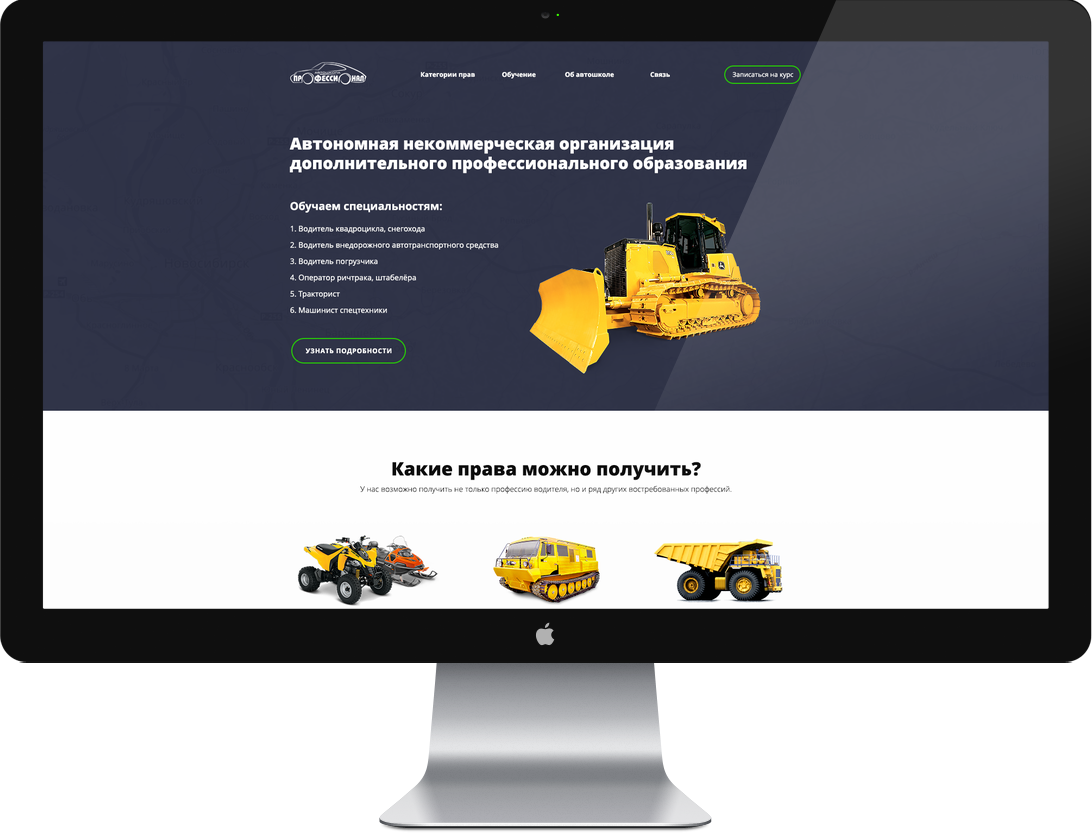 ПРОФЕССИОНАЛ
Категории прав
Обучение
Об автошколе
Связь
Записаться на курс
Автономная некоммерческая организация
дополнительного профессионального образования
Обучаем специальностям:
1. Водитель квадроцикла, снегохода
2. Водитель внедорожного автотранспортного средства
3. Водитель погрузчика
4. Оператор ричтрака, штабелёра
5. Тракторист
6. Машинист спецтехники
УЗНАТЬ ПОДРОБНОСТИ
Какие права можно получить?
У нас возможно получить не только профессию водителя, но и ряд других востребованных профессий.